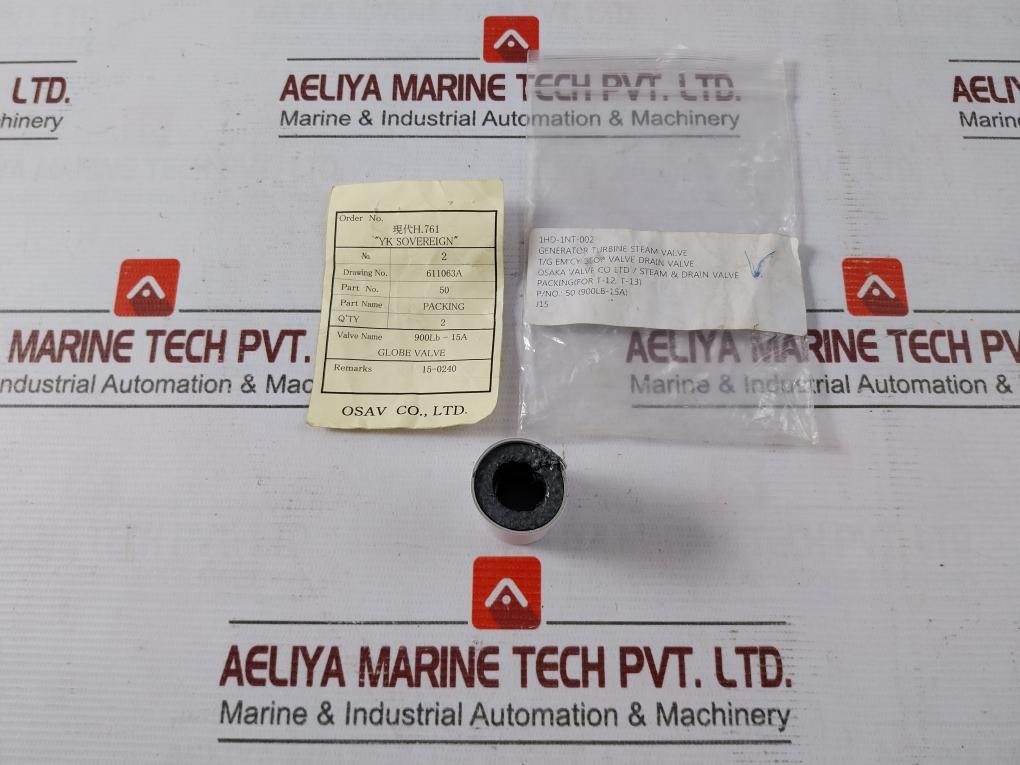 LTD.
chinery
AELIYA MARINE TECH PVT. LTD.
Marine & Industrial Automation & Machinery
AELIY
Marine
Order No.
現代H.761
"YK SOVEREIGN"
№ 2
Drawing No. 611063A
Part No. 50
Part Name PACKING
Q'TY 2
Valve Name 900Lb - 15A
GLOBE VALVE
Remarks 15-0240
OSAV CO., LTD.
1HD-1NT-002
GENERATOR TURBINE STEAM VALVE
T/G EM'CY STOP VALVE DRAIN VALVE
OSAKA VALVE CO LTD / STEAM & DRAIN VALVE
PACKING(FOR T-12, T-13)
P/NO.: 50 (900LB-15A)
J15
MARINE TECH PVT.
ndustrial Automation & Mac
AELIYA MARINE TECH PV
Marine & Industrial Automation &
AELIYA MARINE TECH PVT. LTD.
Marine & Industrial Automation & Machinery